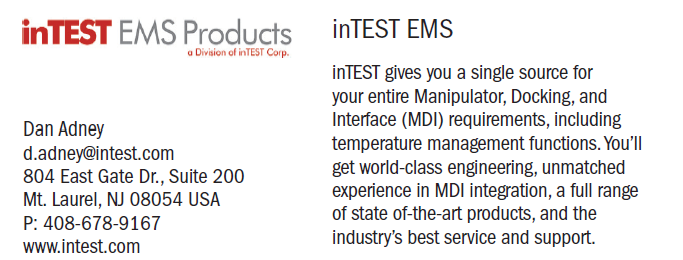 inTEST EMS Products
a Division of inTEST Corp.
Dan Adney
d.adney@intest.com
804 East Gate Dr., Suite 200
Mt. Laurel, NJ 08054 USA
P: 408-678-9167
www.intest.com
inTEST EMS
inTEST gives you a single source for
your entire Manipulator, Docking, and
Interface (MDI) requirements, including
temperature management functions. You'll
get world-class engineering, unmatched
experience in MDI integration, a full range
of state of-the-art products, and the
industry's best service and support.